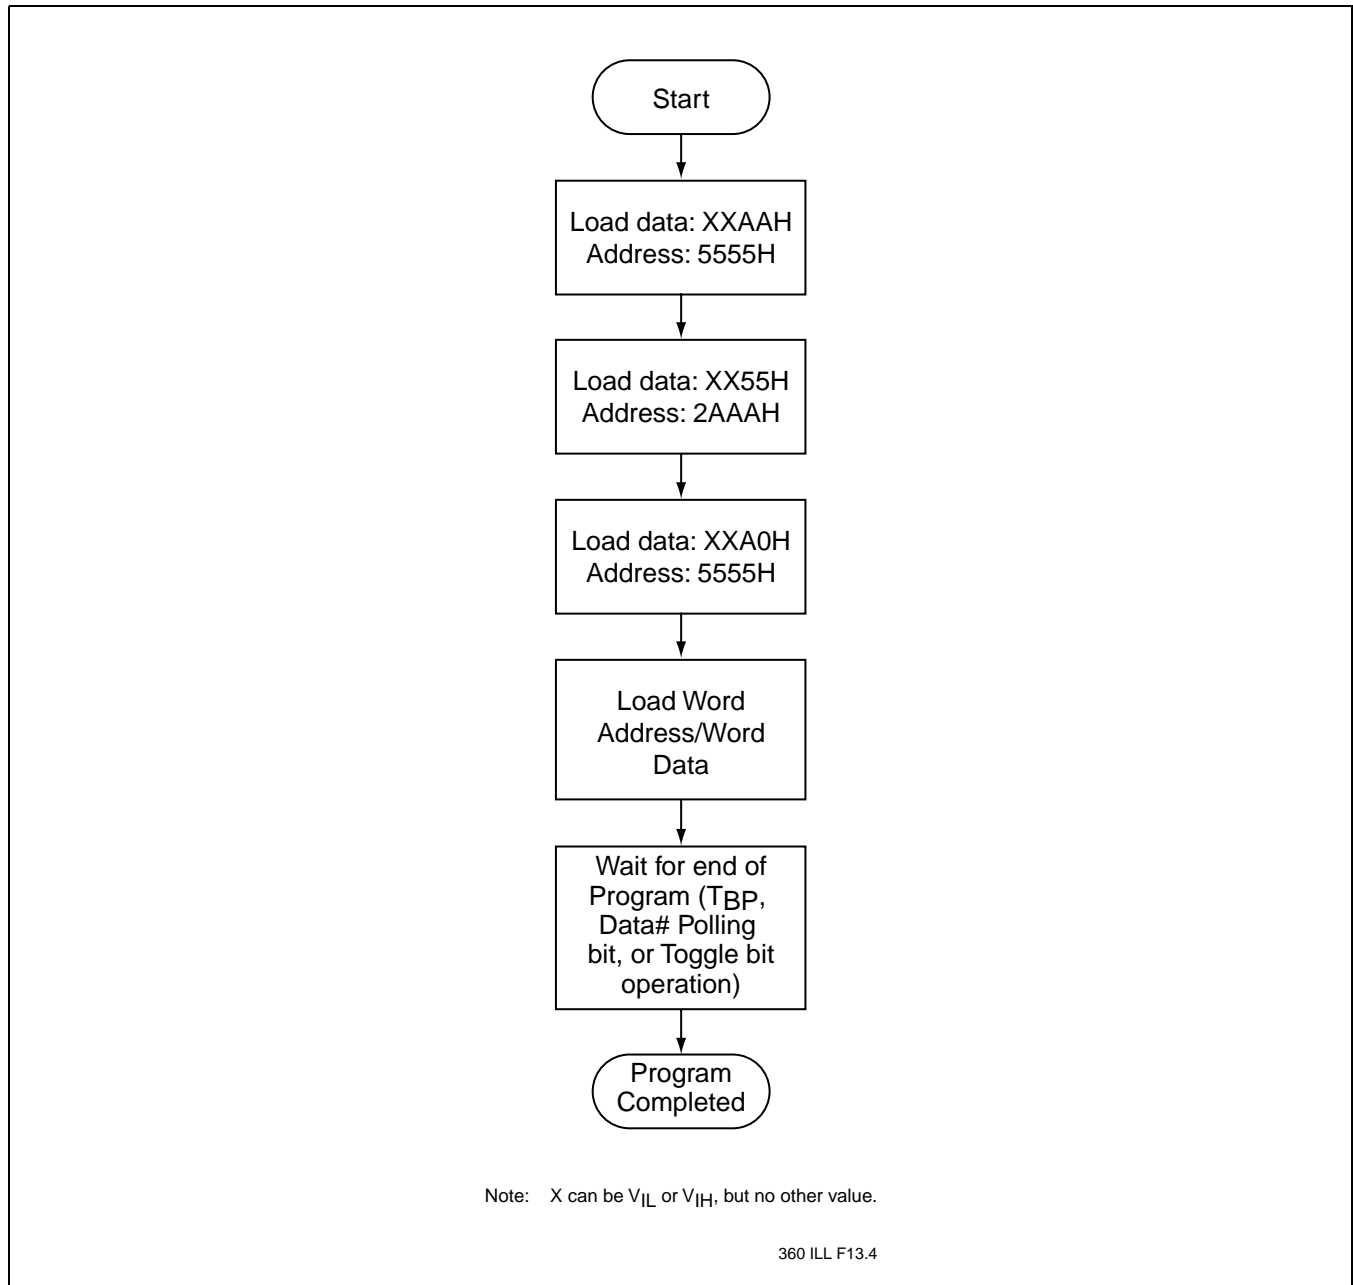 Start
Load data: XXAAH
Address: 5555H
Load data: XX55H
Address: 2AAAH
Load data: XXA0H
Address: 5555H
Load Word
Address/Word
Data
Wait for end of
Program (TBP,
Data# Polling
bit, or Toggle bit
operation)
Program
Completed
Note: X can be VIL or VIH, but no other value.
360 ILL F13.4